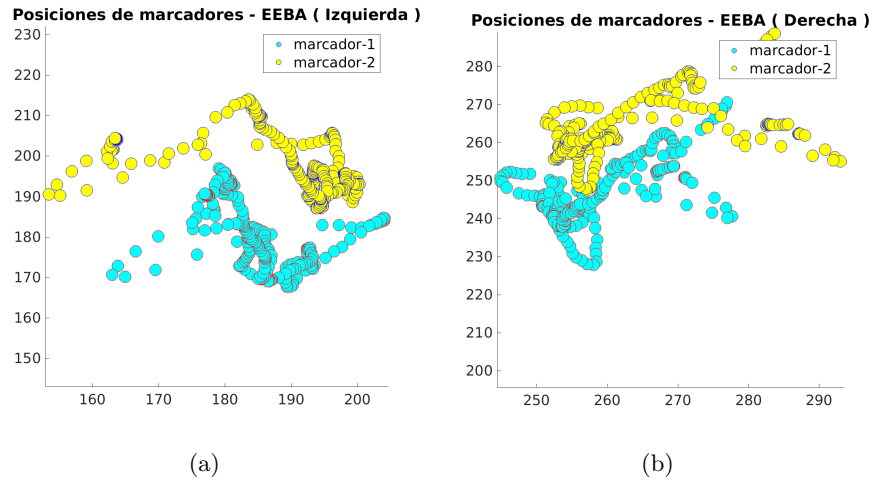 Posiciones de marcadores - EEBA ( Izquierda )
marcador-1
marcador-2
230
220
210
200
190
180
170
160
150
160 170 180 190 200
(a)
Posiciones de marcadores - EEBA ( Derecha )
marcador-1
marcador-2
280
270
260
250
240
230
220
210
200
250 260 270 280 290
(b)